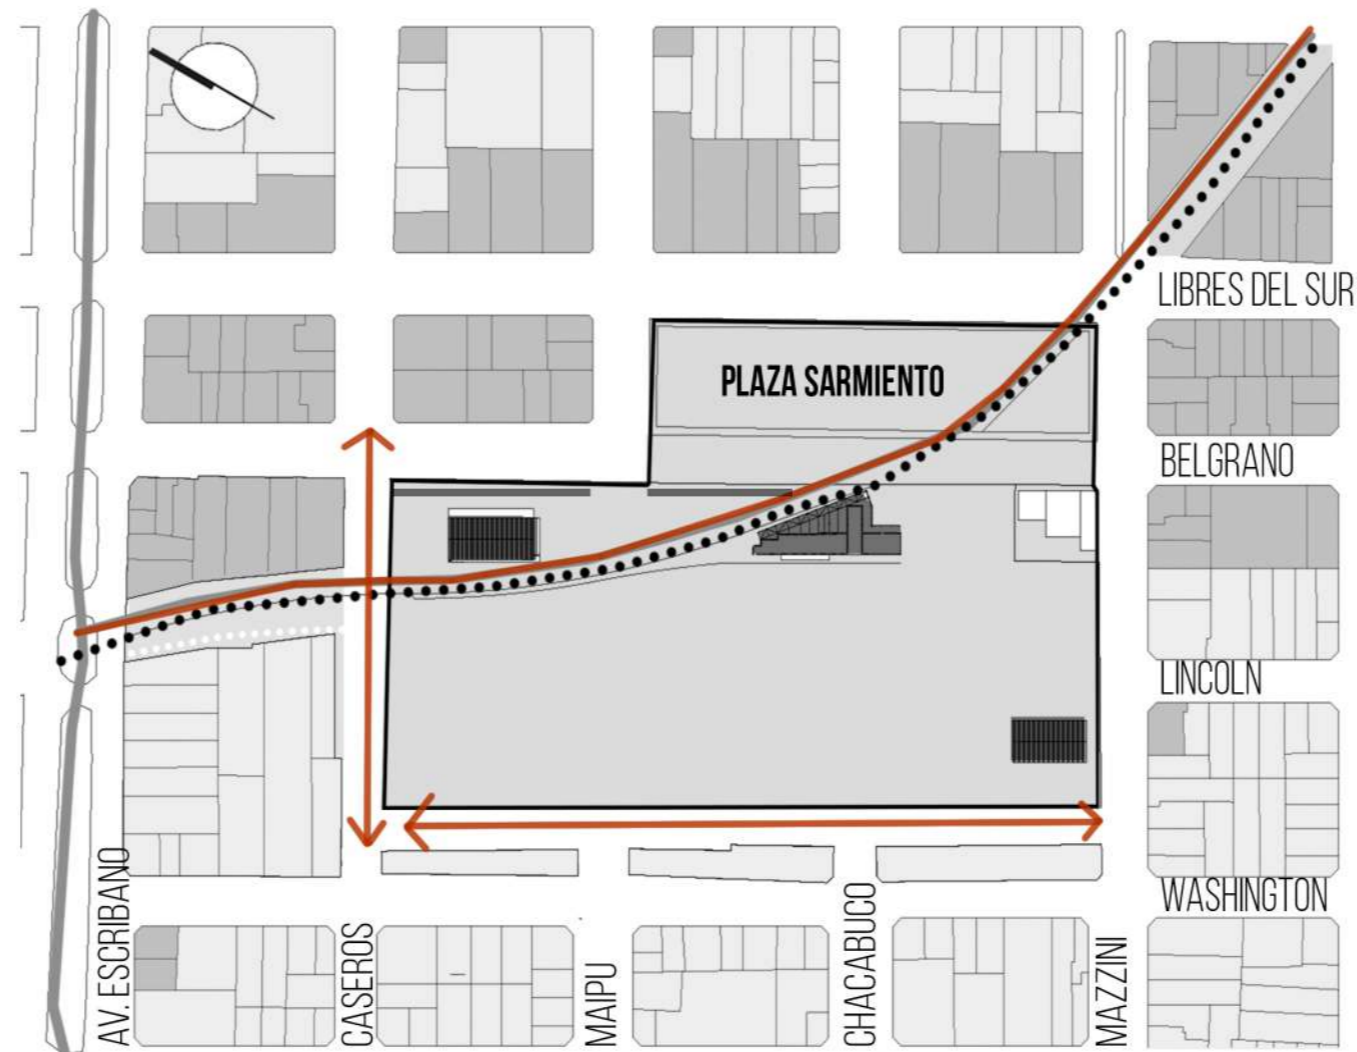 LIBRES DEL SUR
PLAZA SARMIENTO
BELGRANO
LINCOLN
WASHINGTON
AV. ESCRIBANO
CASEROS
MAIPU
CHACABUCO
MAZZINI